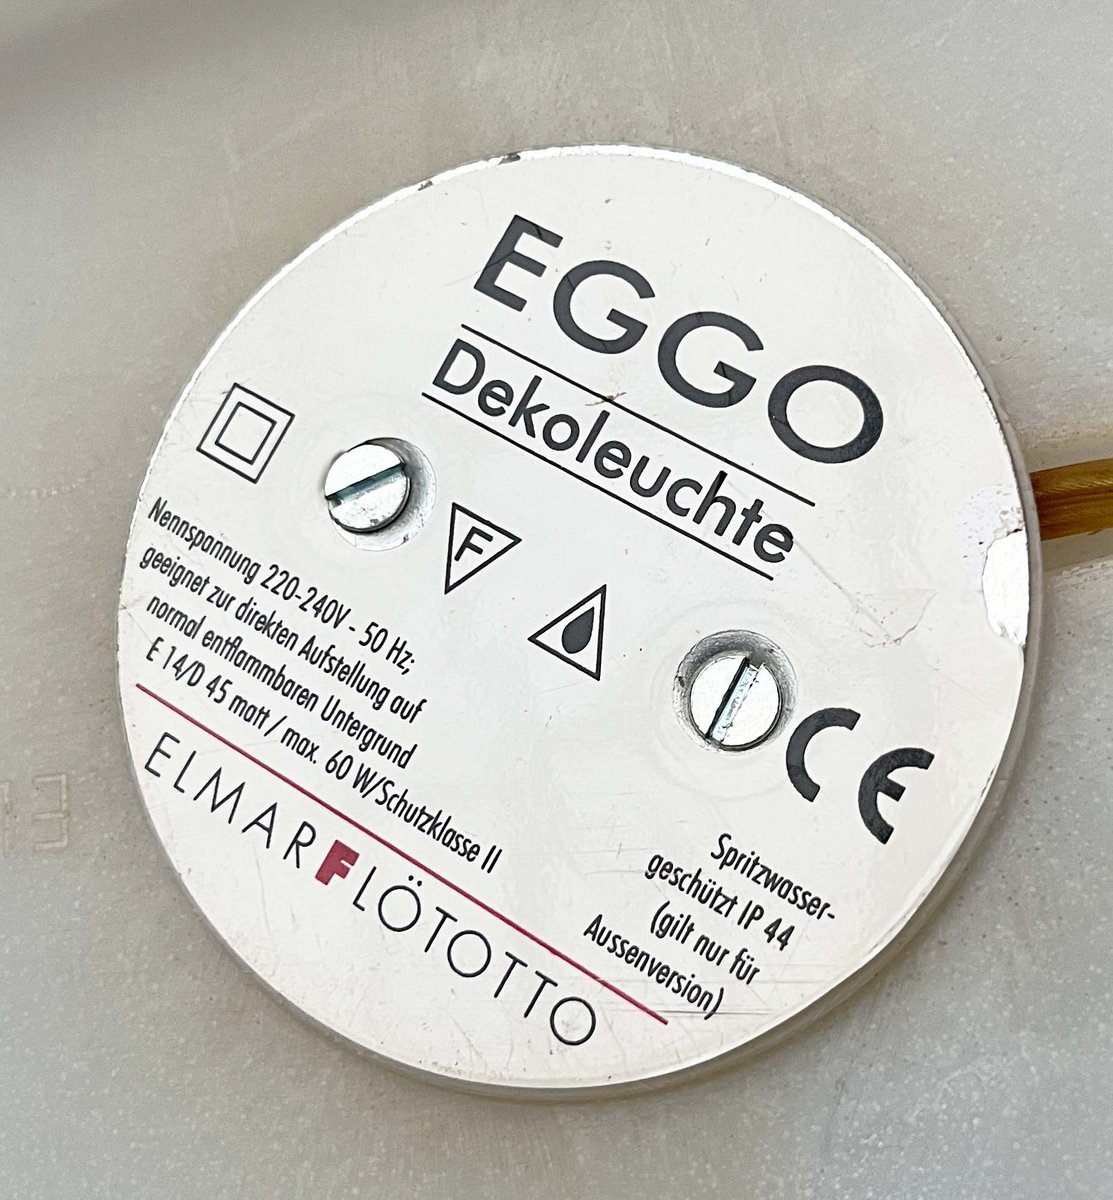 EGGO
Dekoleuchte
F
Nennspannung 220-240V - 50 Hz;
geeignet zur direkten Aufstellung auf
normal entflammbaren Untergrund
E 14/D 45 matt / max. 60 W/Schutzklasse II
CE
Spritzwasser-
geschützt IP 44
(gilt nur für
Aussenversion)
ELMARFLÖTOTTO